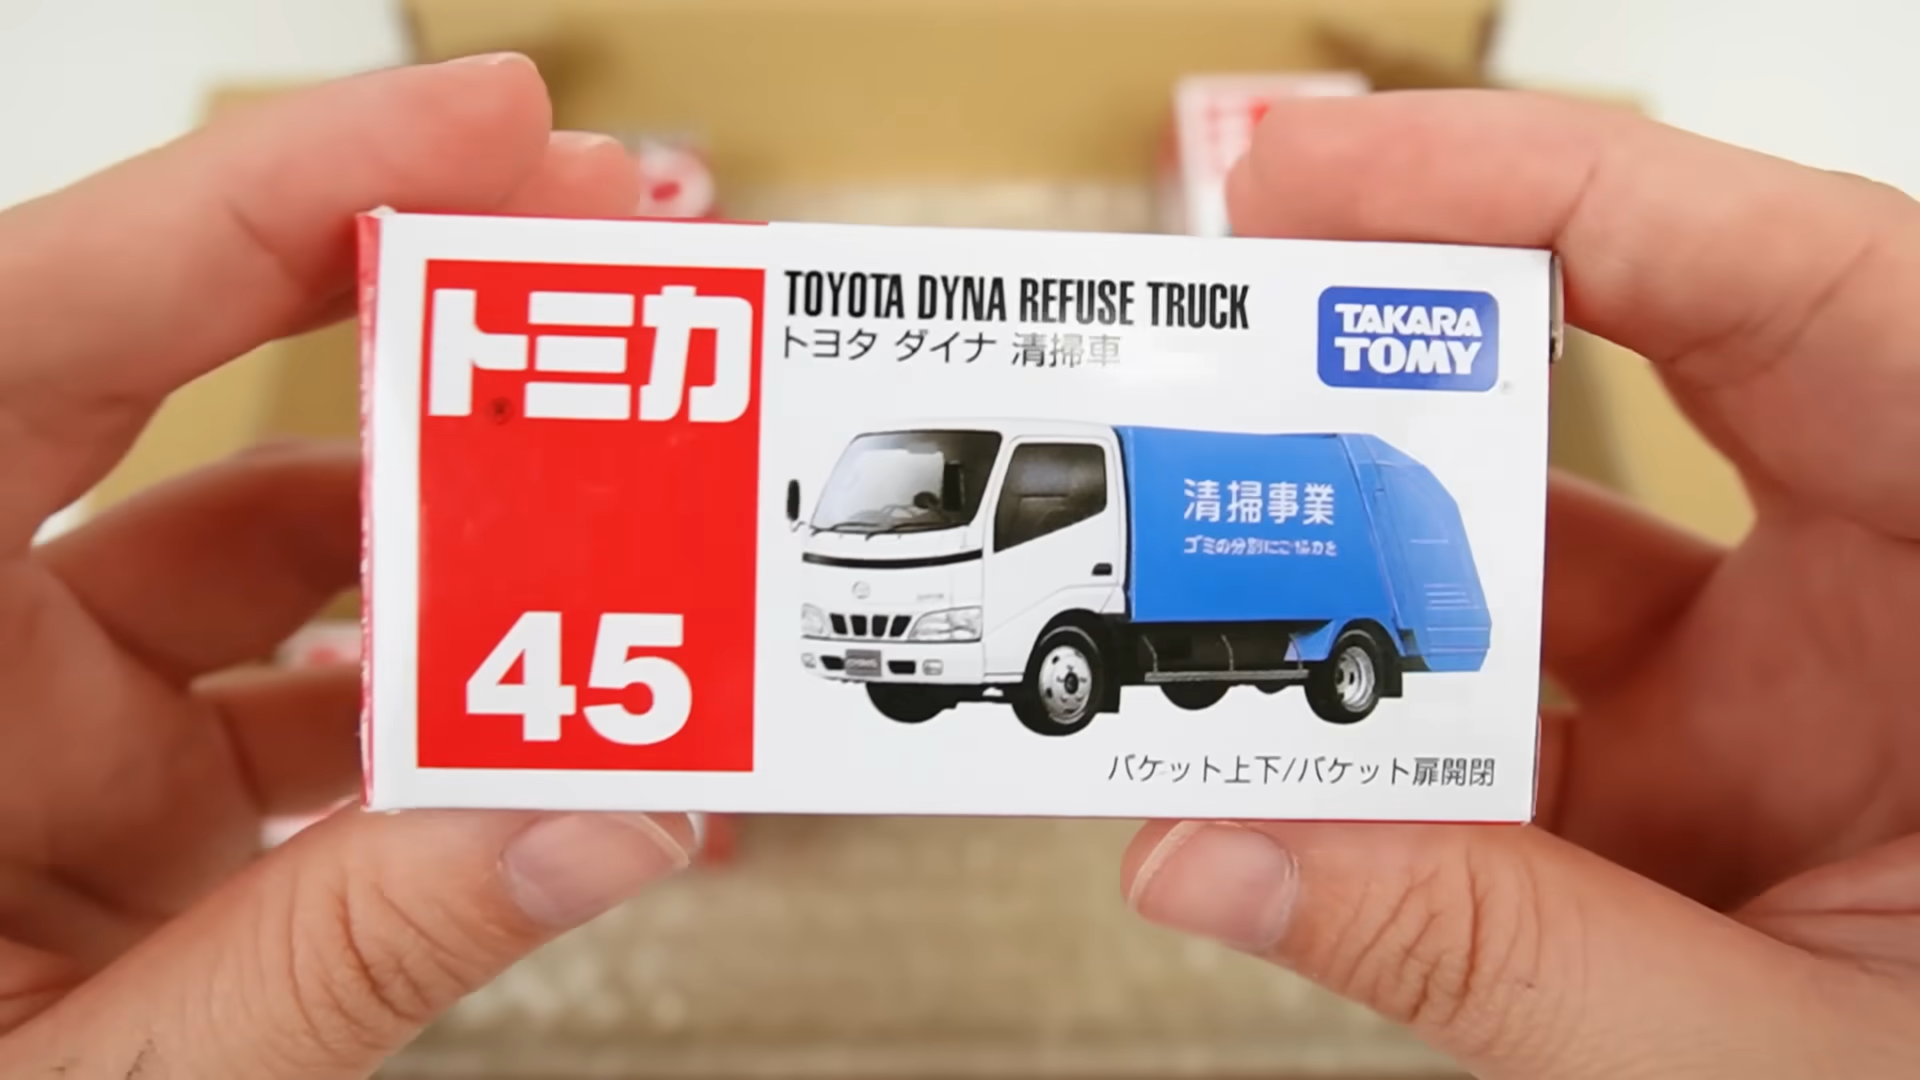 トミカ
45
TOYOTA DYNA REFUSE TRUCK
トヨタ ダイナ 清掃車
TAKARA
TOMY
清掃事業
ゴミの分別にご協力を
バケット上下/バケット扉開閉